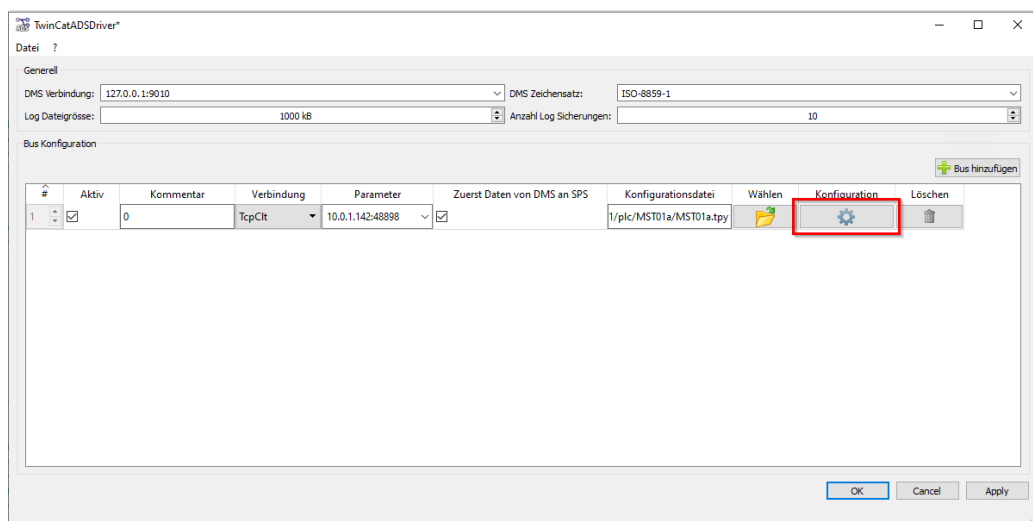 TwinCatADSDriver*
Datei ?
Generell
DMS Verbindung: 127.0.0.1:9010 DMS Zeichensatz: ISO-8859-1
Log Dateigrösse: 1000 kB Anzahl Log Sicherungen: 10
Bus Konfiguration
Bus hinzufügen
# Aktiv Kommentar Verbindung Parameter Zuerst Daten von DMS an SPS Konfigurationsdatei Wählen Konfiguration Löschen
1 0 TcpClt 10.0.1.142:48898 1/plc/MST01a/MST01a.tpy
OK Cancel Apply